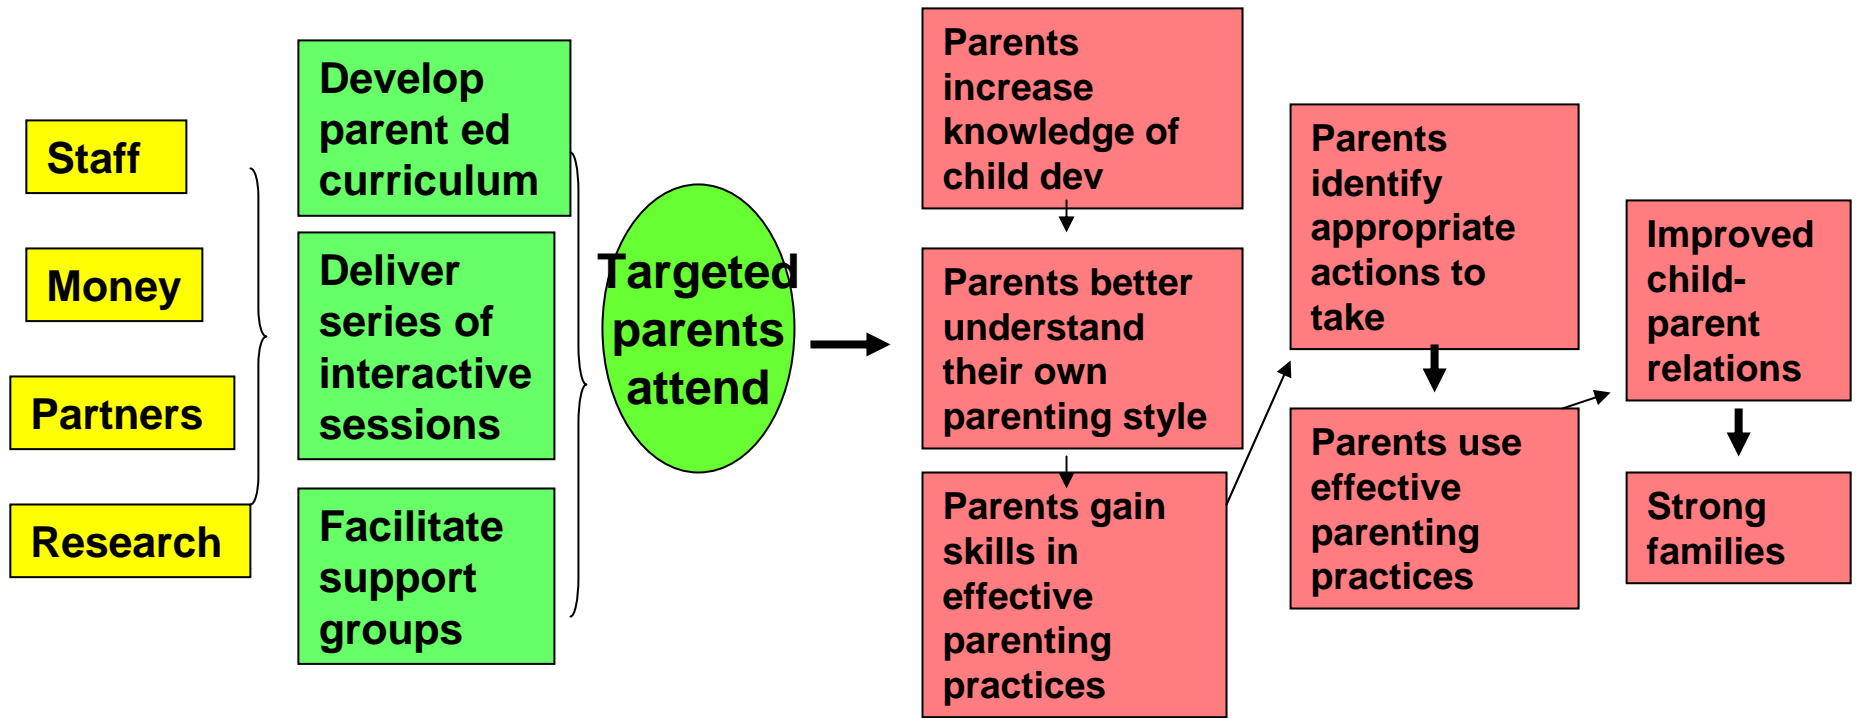 Staff
Money
Partners
Research
Develop
parent ed
curriculum
Deliver
series of
interactive
sessions
Facilitate
support
groups
Targeted
parents
attend
Parents
increase
knowledge of
child dev
Parents better
understand
their own
parenting style
Parents gain
skills in
effective
parenting
practices
Parents
identify
appropriate
actions to
take
Parents use
effective
parenting
practices
Improved
child-
parent
relations
Strong
families